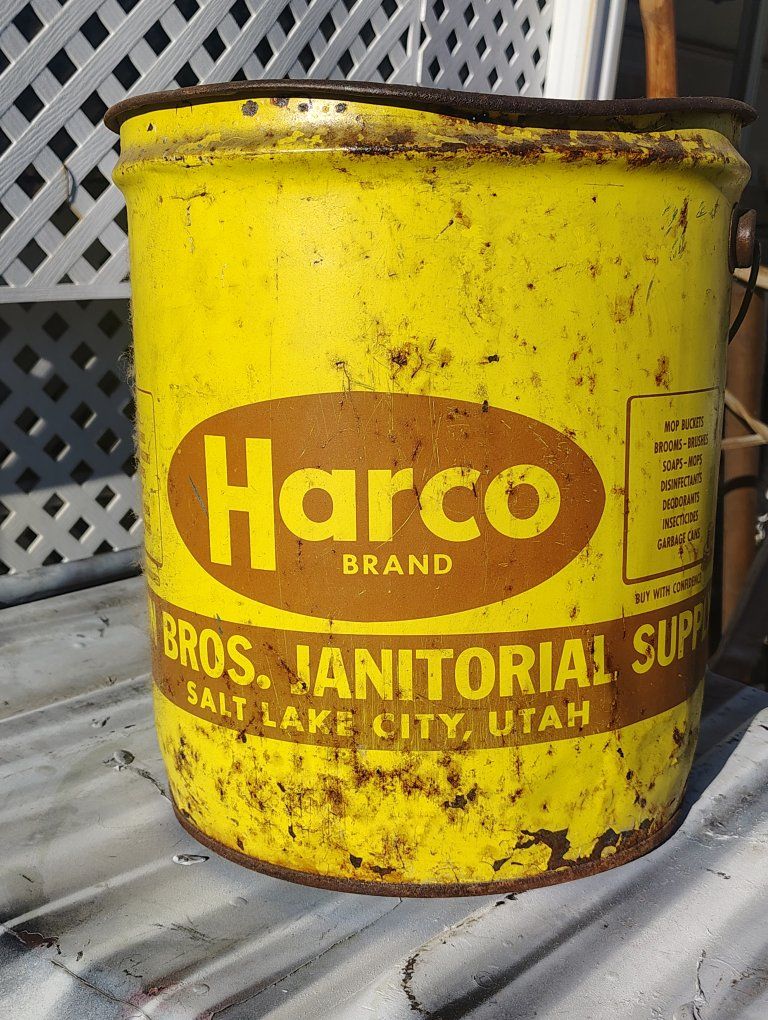 Harco
BRAND
BROS. JANITORIAL SUPPL
SALT LAKE CITY, UTAH
MOP BUCKETS
BROOMS - BRUSHES
SOAPS - MOPS
DISINFECTANTS
DEODORANTS
INSECTICIDES
GARBAGE CANS
BUY WITH CONFIDENCE